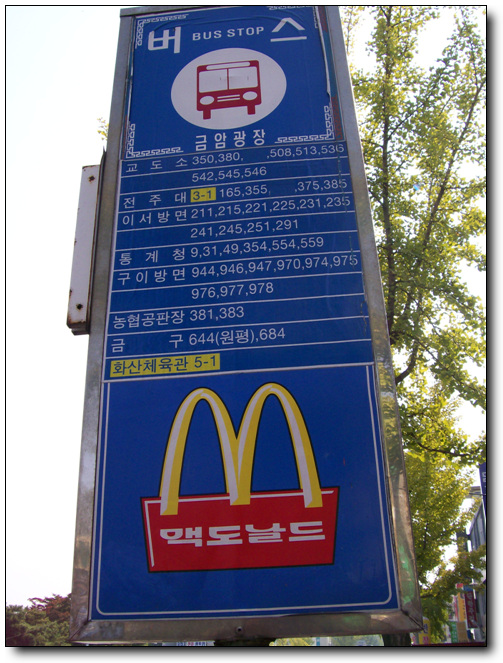 버 BUS STOP 스
금암광장
교 도 소 350,380, ,508,513,536
542,545,546
전 주 대 3-1 165,355, ,375,385
이서방면 211,215,221,225,231,235
241,245,251,291
통 계 청 9,31,49,354,554,559
구이방면 944,946,947,970,974,975
976,977,978
농협공판장 381,383
금 구 644(원평),684
화산체육관 5-1
맥도날드